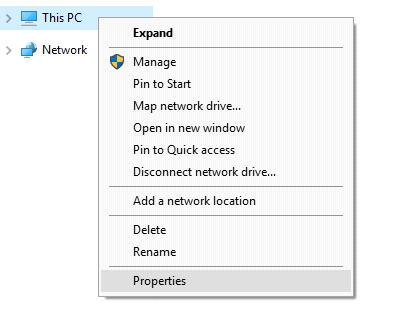 This PC
Network
Expand
Manage
Pin to Start
Map network drive...
Open in new window
Pin to Quick access
Disconnect network drive...
Add a network location
Delete
Rename
Properties